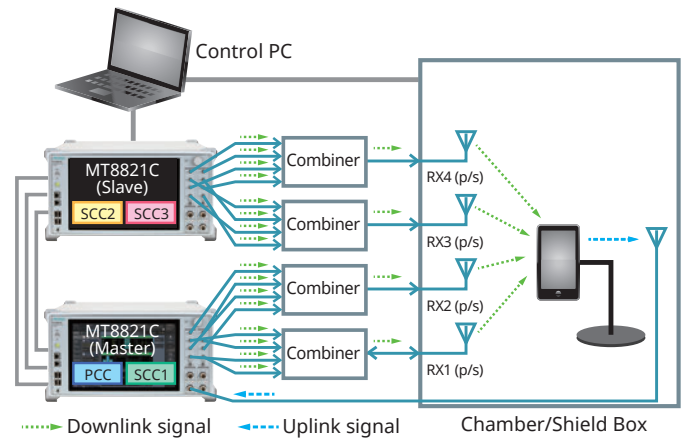 Control PC
MT8821C
(Slave)
SCC2 SCC3
Combiner
RX4 (p/s)
Combiner
RX3 (p/s)
Combiner
RX2 (p/s)
MT8821C
(Master)
PCC SCC1
Combiner
RX1 (p/s)
Downlink signal
Uplink signal
Chamber/Shield Box